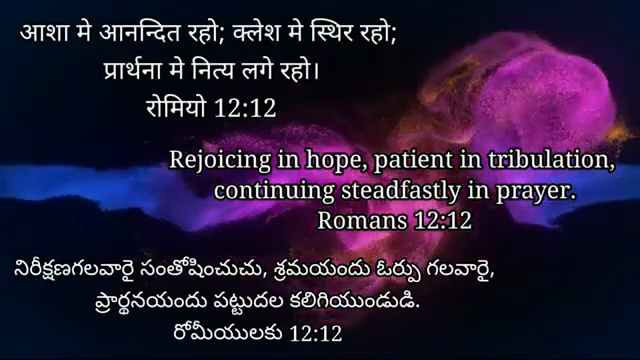 आशा मे आनन्दित रहो; क्लेश मे स्थिर रहो;
प्रार्थना मे नित्य लगे रहो।
रोमियो 12:12
Rejoicing in hope, patient in tribulation,
continuing steadfastly in prayer.
Romans 12:12
నిరీక్షణగలవారై సంతోషించుచు, శ్రమయందు ఓర్పు గలవారై,
ప్రార్థనయందు పట్టుదల కలిగియుండుడి.
రోమీయులకు 12:12